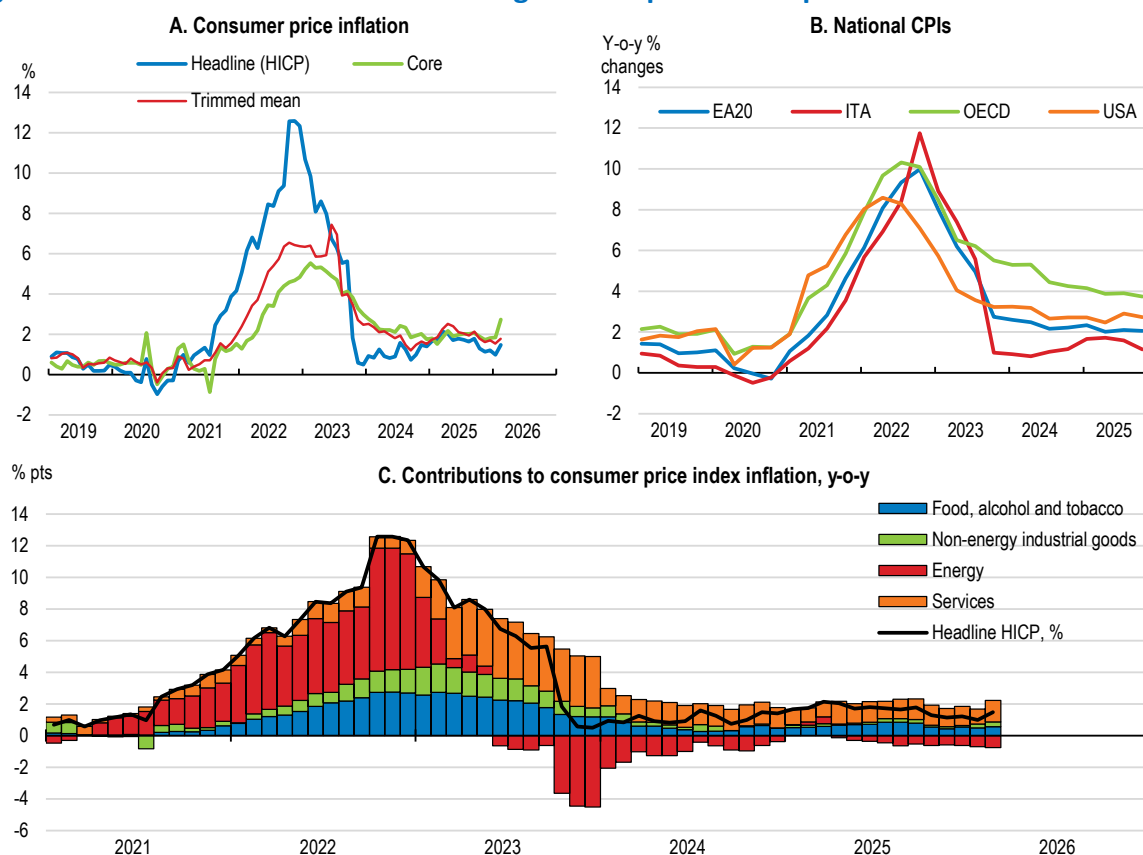 A. Consumer price inflation
%
Headline (HICP)
Core
Trimmed mean
14
12
10
8
6
4
2
0
-2
2019 2020 2021 2022 2023 2024 2025 2026
B. National CPIs
Y-o-y %
changes
EA20
ITA
OECD
USA
14
12
10
8
6
4
2
0
-2
2019 2020 2021 2022 2023 2024 2025
% pts
C. Contributions to consumer price index inflation, y-o-y
Food, alcohol and tobacco
Non-energy industrial goods
Energy
Services
Headline HICP, %
14
12
10
8
6
4
2
0
-2
-4
-6
2021 2022 2023 2024 2025 2026